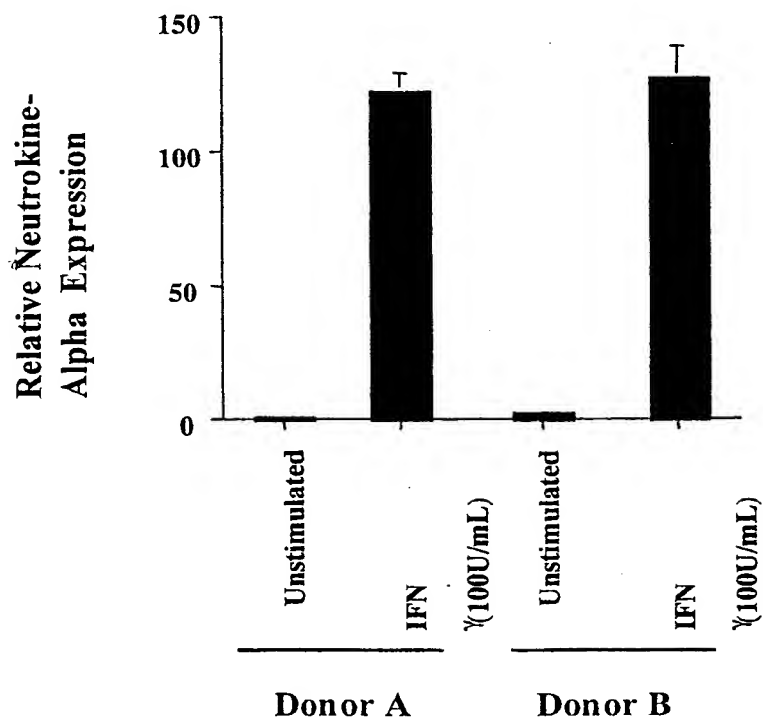 Relative Neutrokine-
Alpha Expression
150
100
50
0
Unstimulated
IFN
γ(100U/mL)
Unstimulated
IFN
γ(100U/mL)
Donor A
Donor B